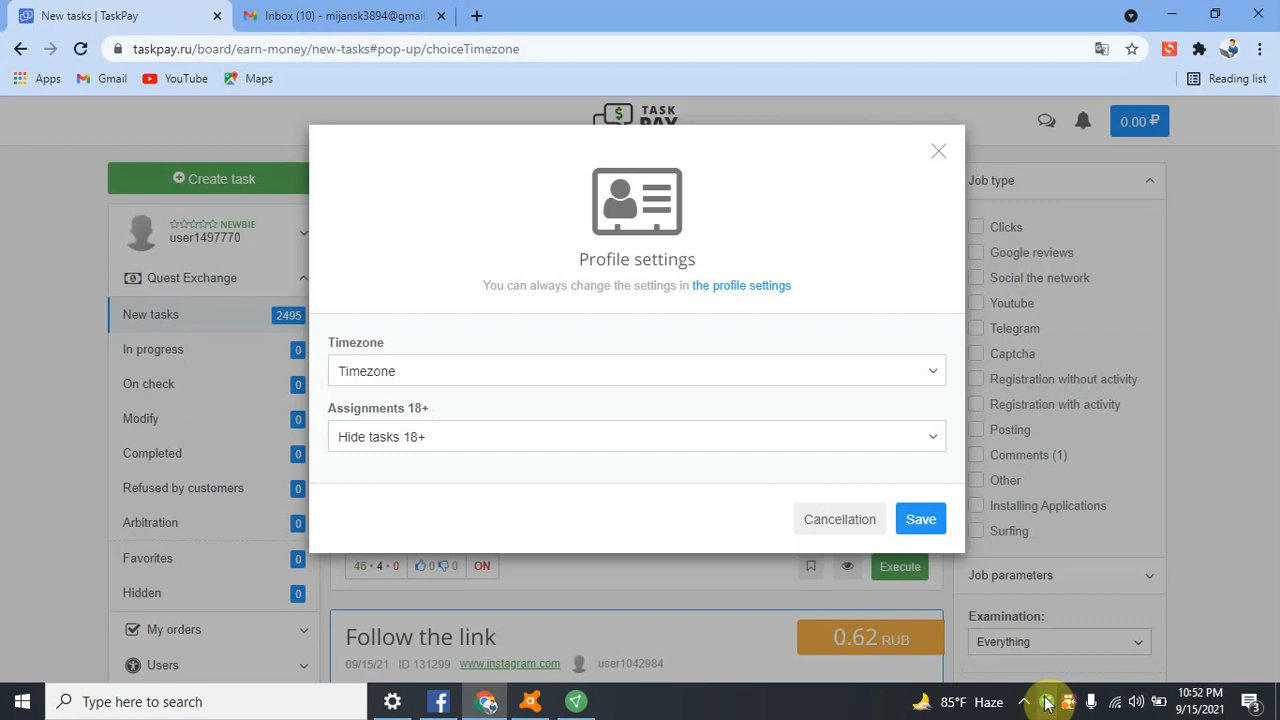 New tasks | TaskPay
Inbox (10) - mijansk3894@gmail
taskpay.ru/board/earn-money/new-tasks#pop-up/choiceTimezone
Apps
Gmail
YouTube
Maps
Reading list
TASK
PAY
0.00 ₽
Create task
NEWBIE
user1497770
Quest Exchange
New tasks 2495
In progress 0
On check 0
Modify 0
Completed 0
Refused by customers 0
Arbitration 0
Favorites 0
Hidden 0
My orders
Users
Profile settings
You can always change the settings in the profile settings
Timezone
Timezone
Assignments 18+
Hide tasks 18+
Cancellation
Save
46 • 4 • 0
0 0
ON
Execute
Follow the link
0.62 RUB
09/15/21 ID 131299 www.instagram.com user1042984
Job type
Clicks
Google reviews
Social the network
Youtube
Telegram
Captcha
Registration without activity
Registration with activity
Posting
Comments (1)
Other
Installing Applications
Surfing
Job parameters
Examination:
Everything
Type here to search
85°F Haze
10:52 PM
9/15/2021
3